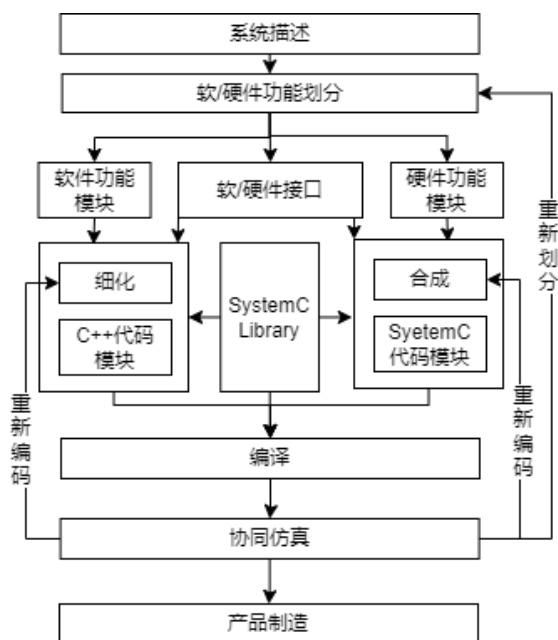 系统描述
软/硬件功能划分
软件功能
模块
软/硬件接口
硬件功能
模块
重新划分
细化
C++代码
模块
SystemC
Library
合成
SyetemC
代码模块
重新编码
重新编码
编译
协同仿真
产品制造